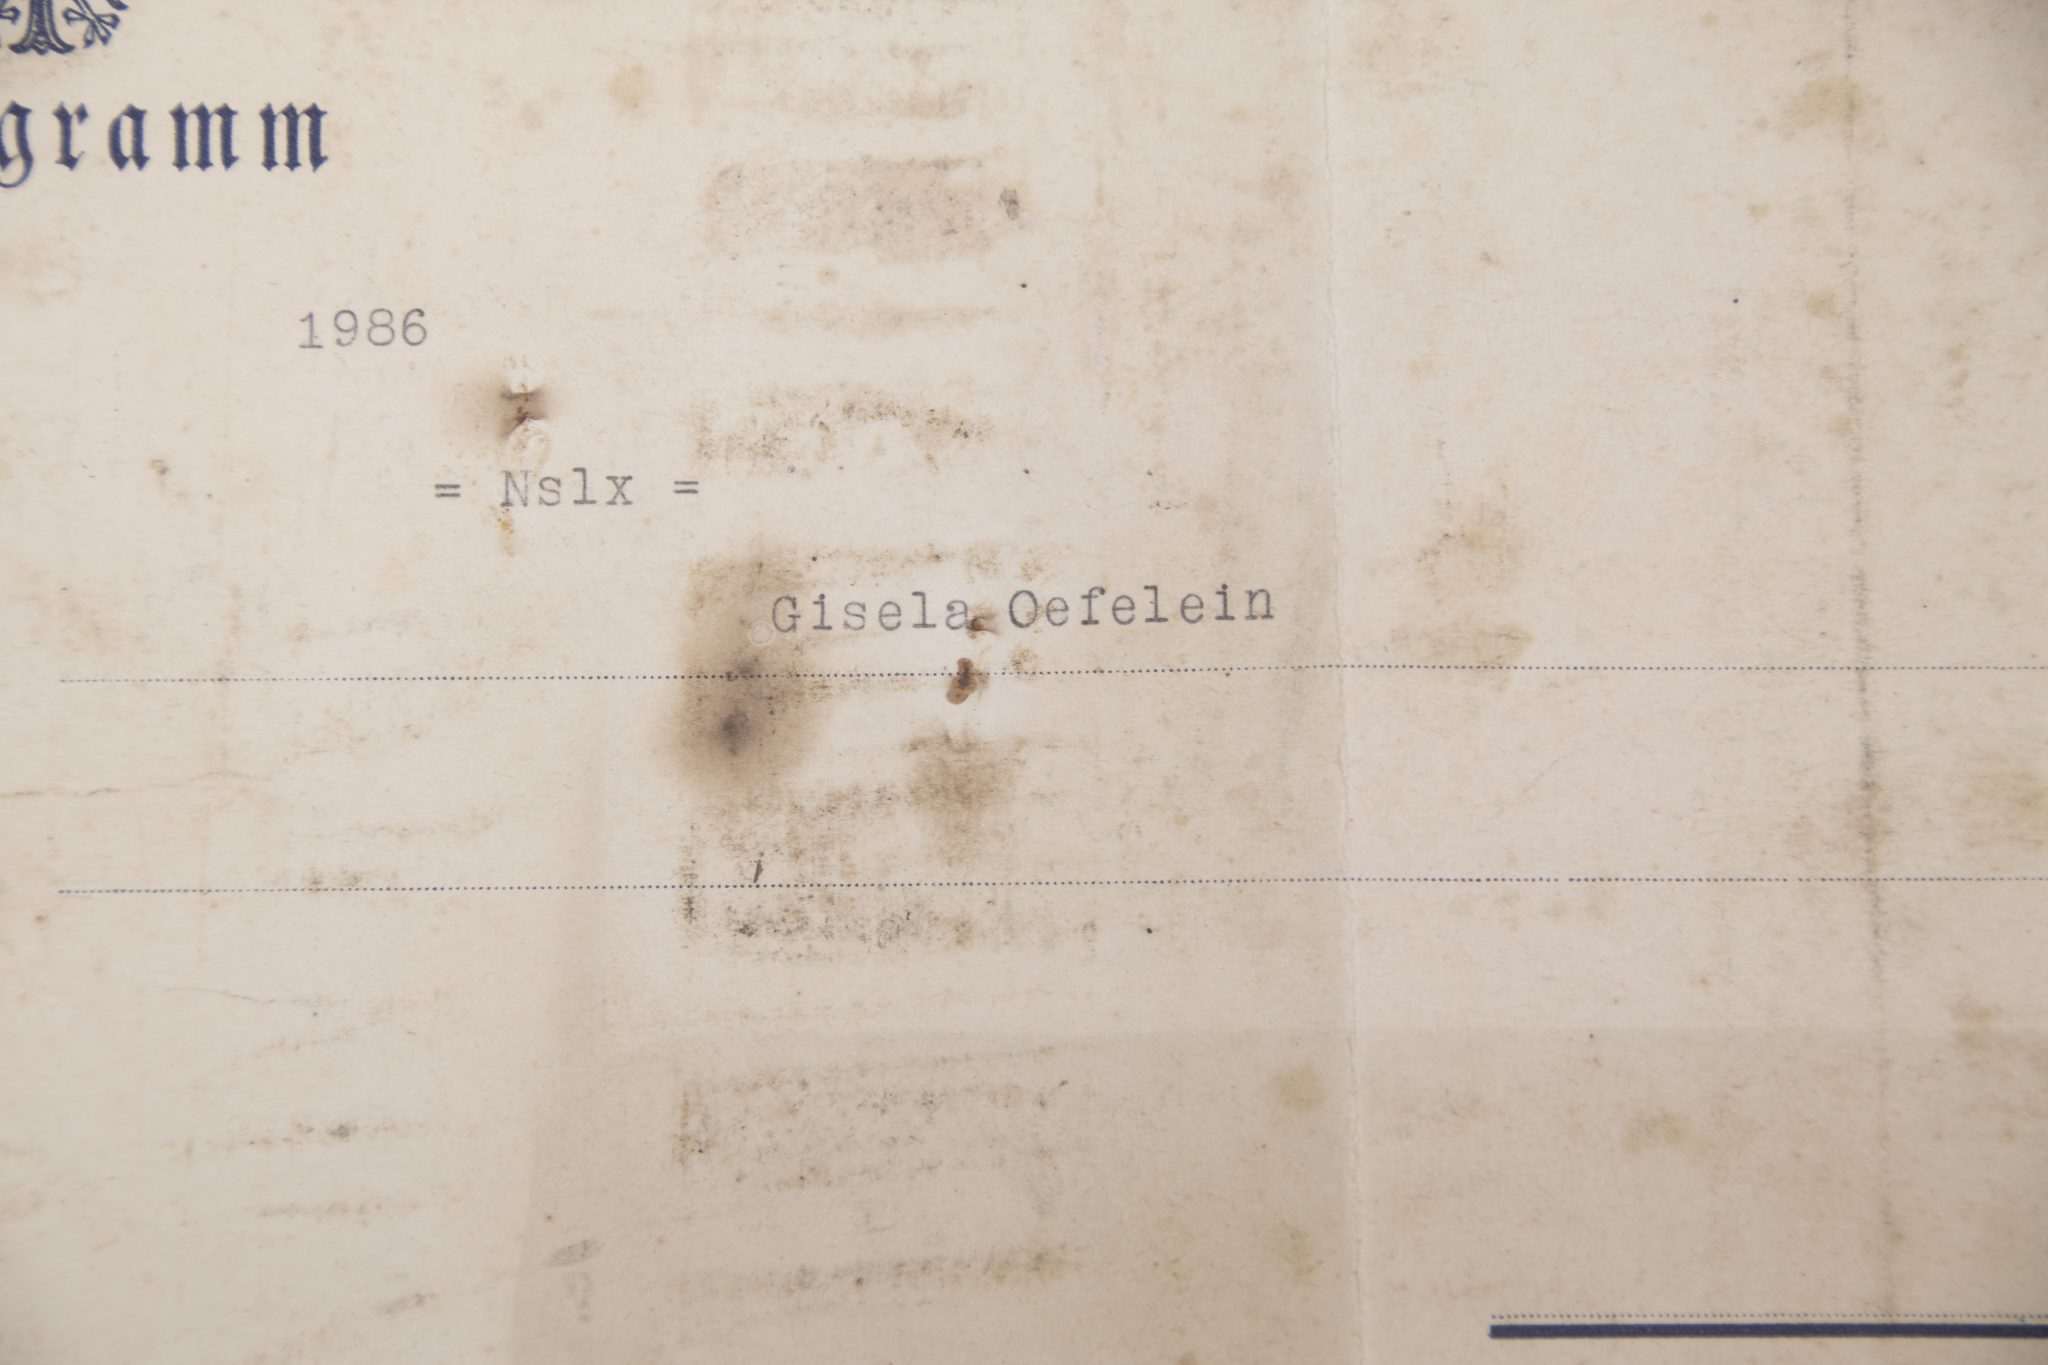 gramm
1986
= Nslx =
Gisela Oefelein